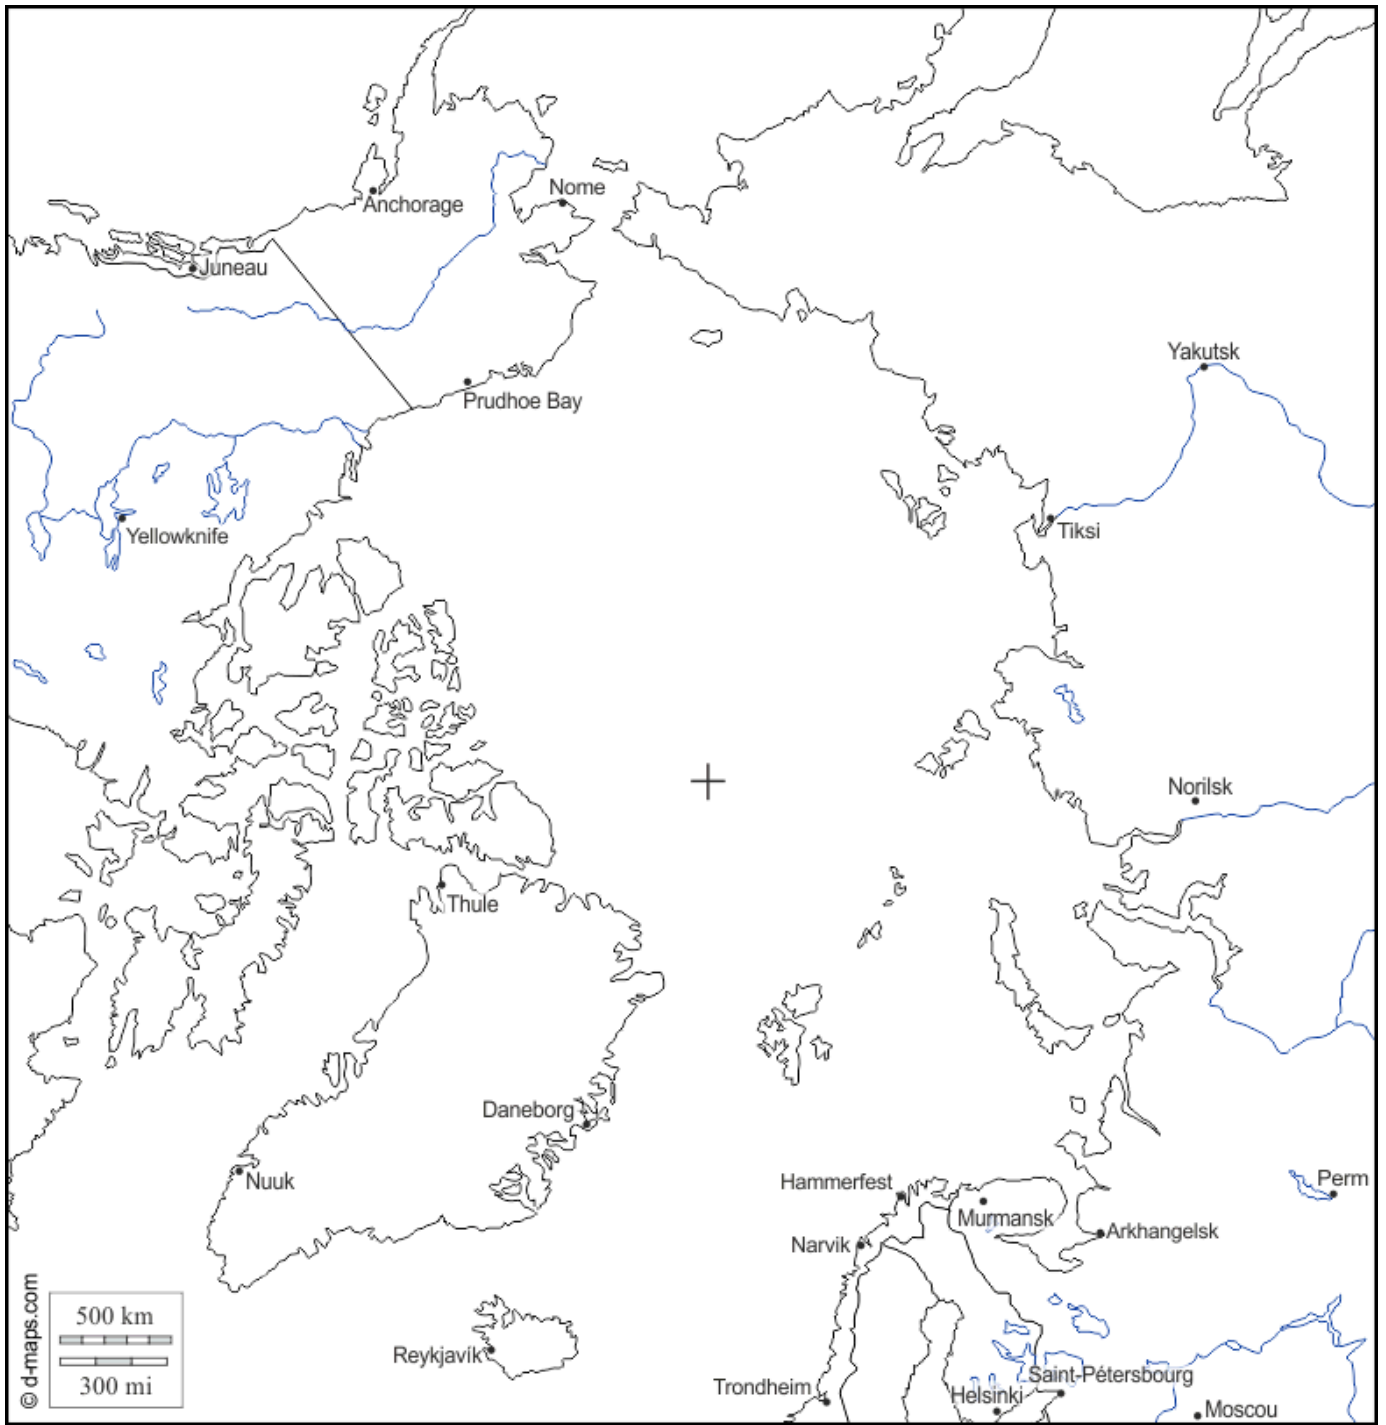 Nome
Anchorage
Juneau
Yakutsk
Prudhoe Bay
Yellowknife
Tiksi
Norilsk
Thule
Daneborg
Nuuk
Hammerfest
Perm
Murmansk
Arkhangelsk
Narvik
Reykjavík
Saint-Pétersbourg
Trondheim
Helsinki
Moscou
500 km
300 mi
© d-maps.com